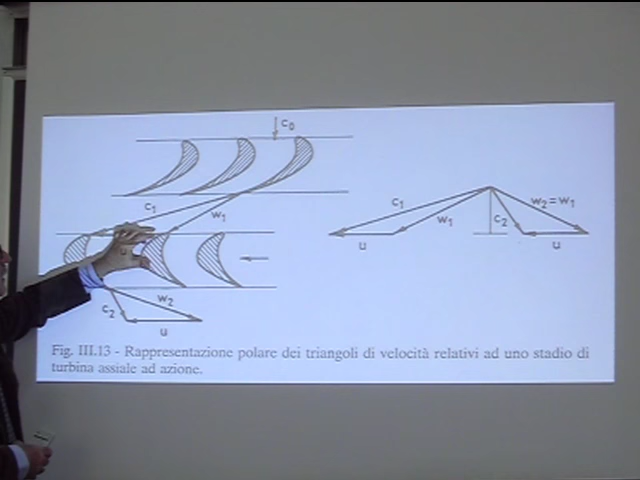 c0
c1
w1
u
c2
w2
u
c1
w1
u
c2
w2=w1
u
Fig. III.13 - Rappresentazione polare dei triangoli di velocità relativi ad uno stadio di
turbina assiale ad azione.